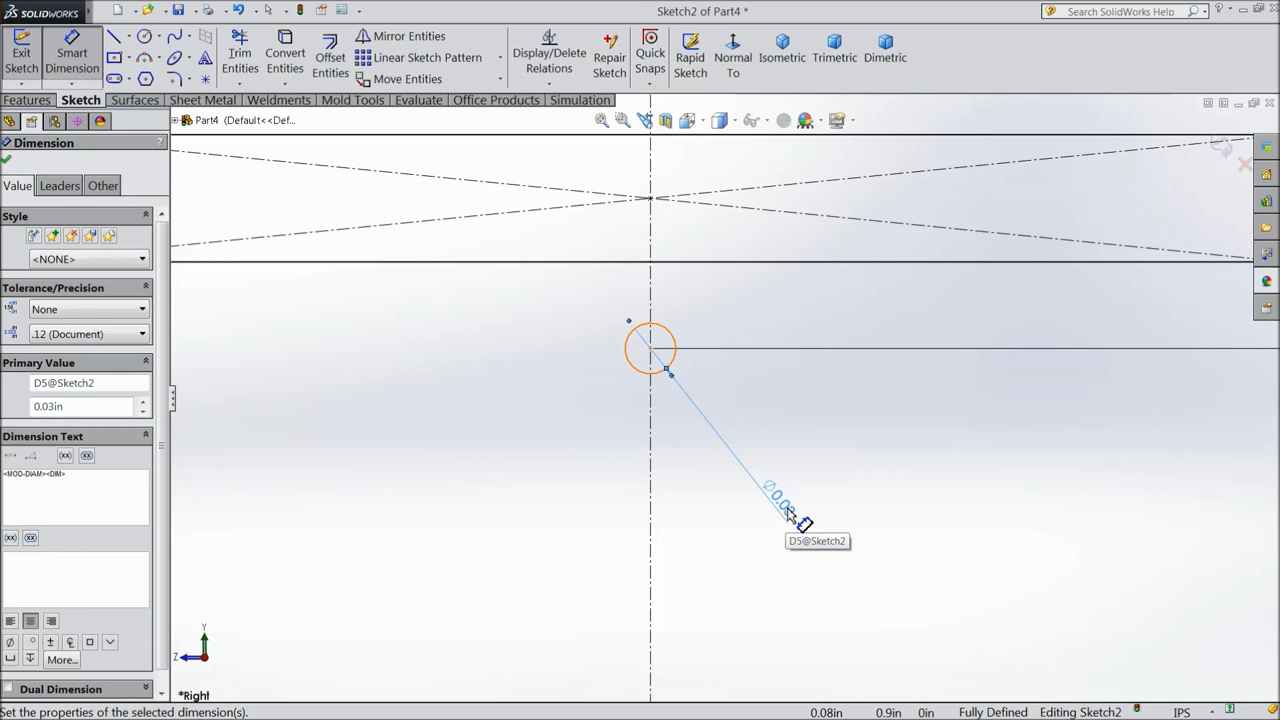 SOLIDWORKS
Sketch2 of Part4 *
Search SolidWorks Help
Exit Sketch
Smart Dimension
Trim Entities
Convert Entities
Offset Entities
Mirror Entities
Linear Sketch Pattern
Move Entities
Display/Delete Relations
Repair Sketch
Quick Snaps
Rapid Sketch
Normal To
Isometric
Trimetric
Dimetric
Features Sketch Surfaces Sheet Metal Weldments Mold Tools Evaluate Office Products Simulation
Part4 (Default<<Def...
Dimension ?
Value Leaders Other
Style
<NONE>
Tolerance/Precision
None
.12 (Document)
Primary Value
D5@Sketch2
0.03in
Dimension Text
<MOD-DIAM><DIM>
More...
Dual Dimension
D5@Sketch2
Y
Z
*Right
Set the properties of the selected dimension(s).
0.08in 0.9in 0in Fully Defined Editing Sketch2 IPS